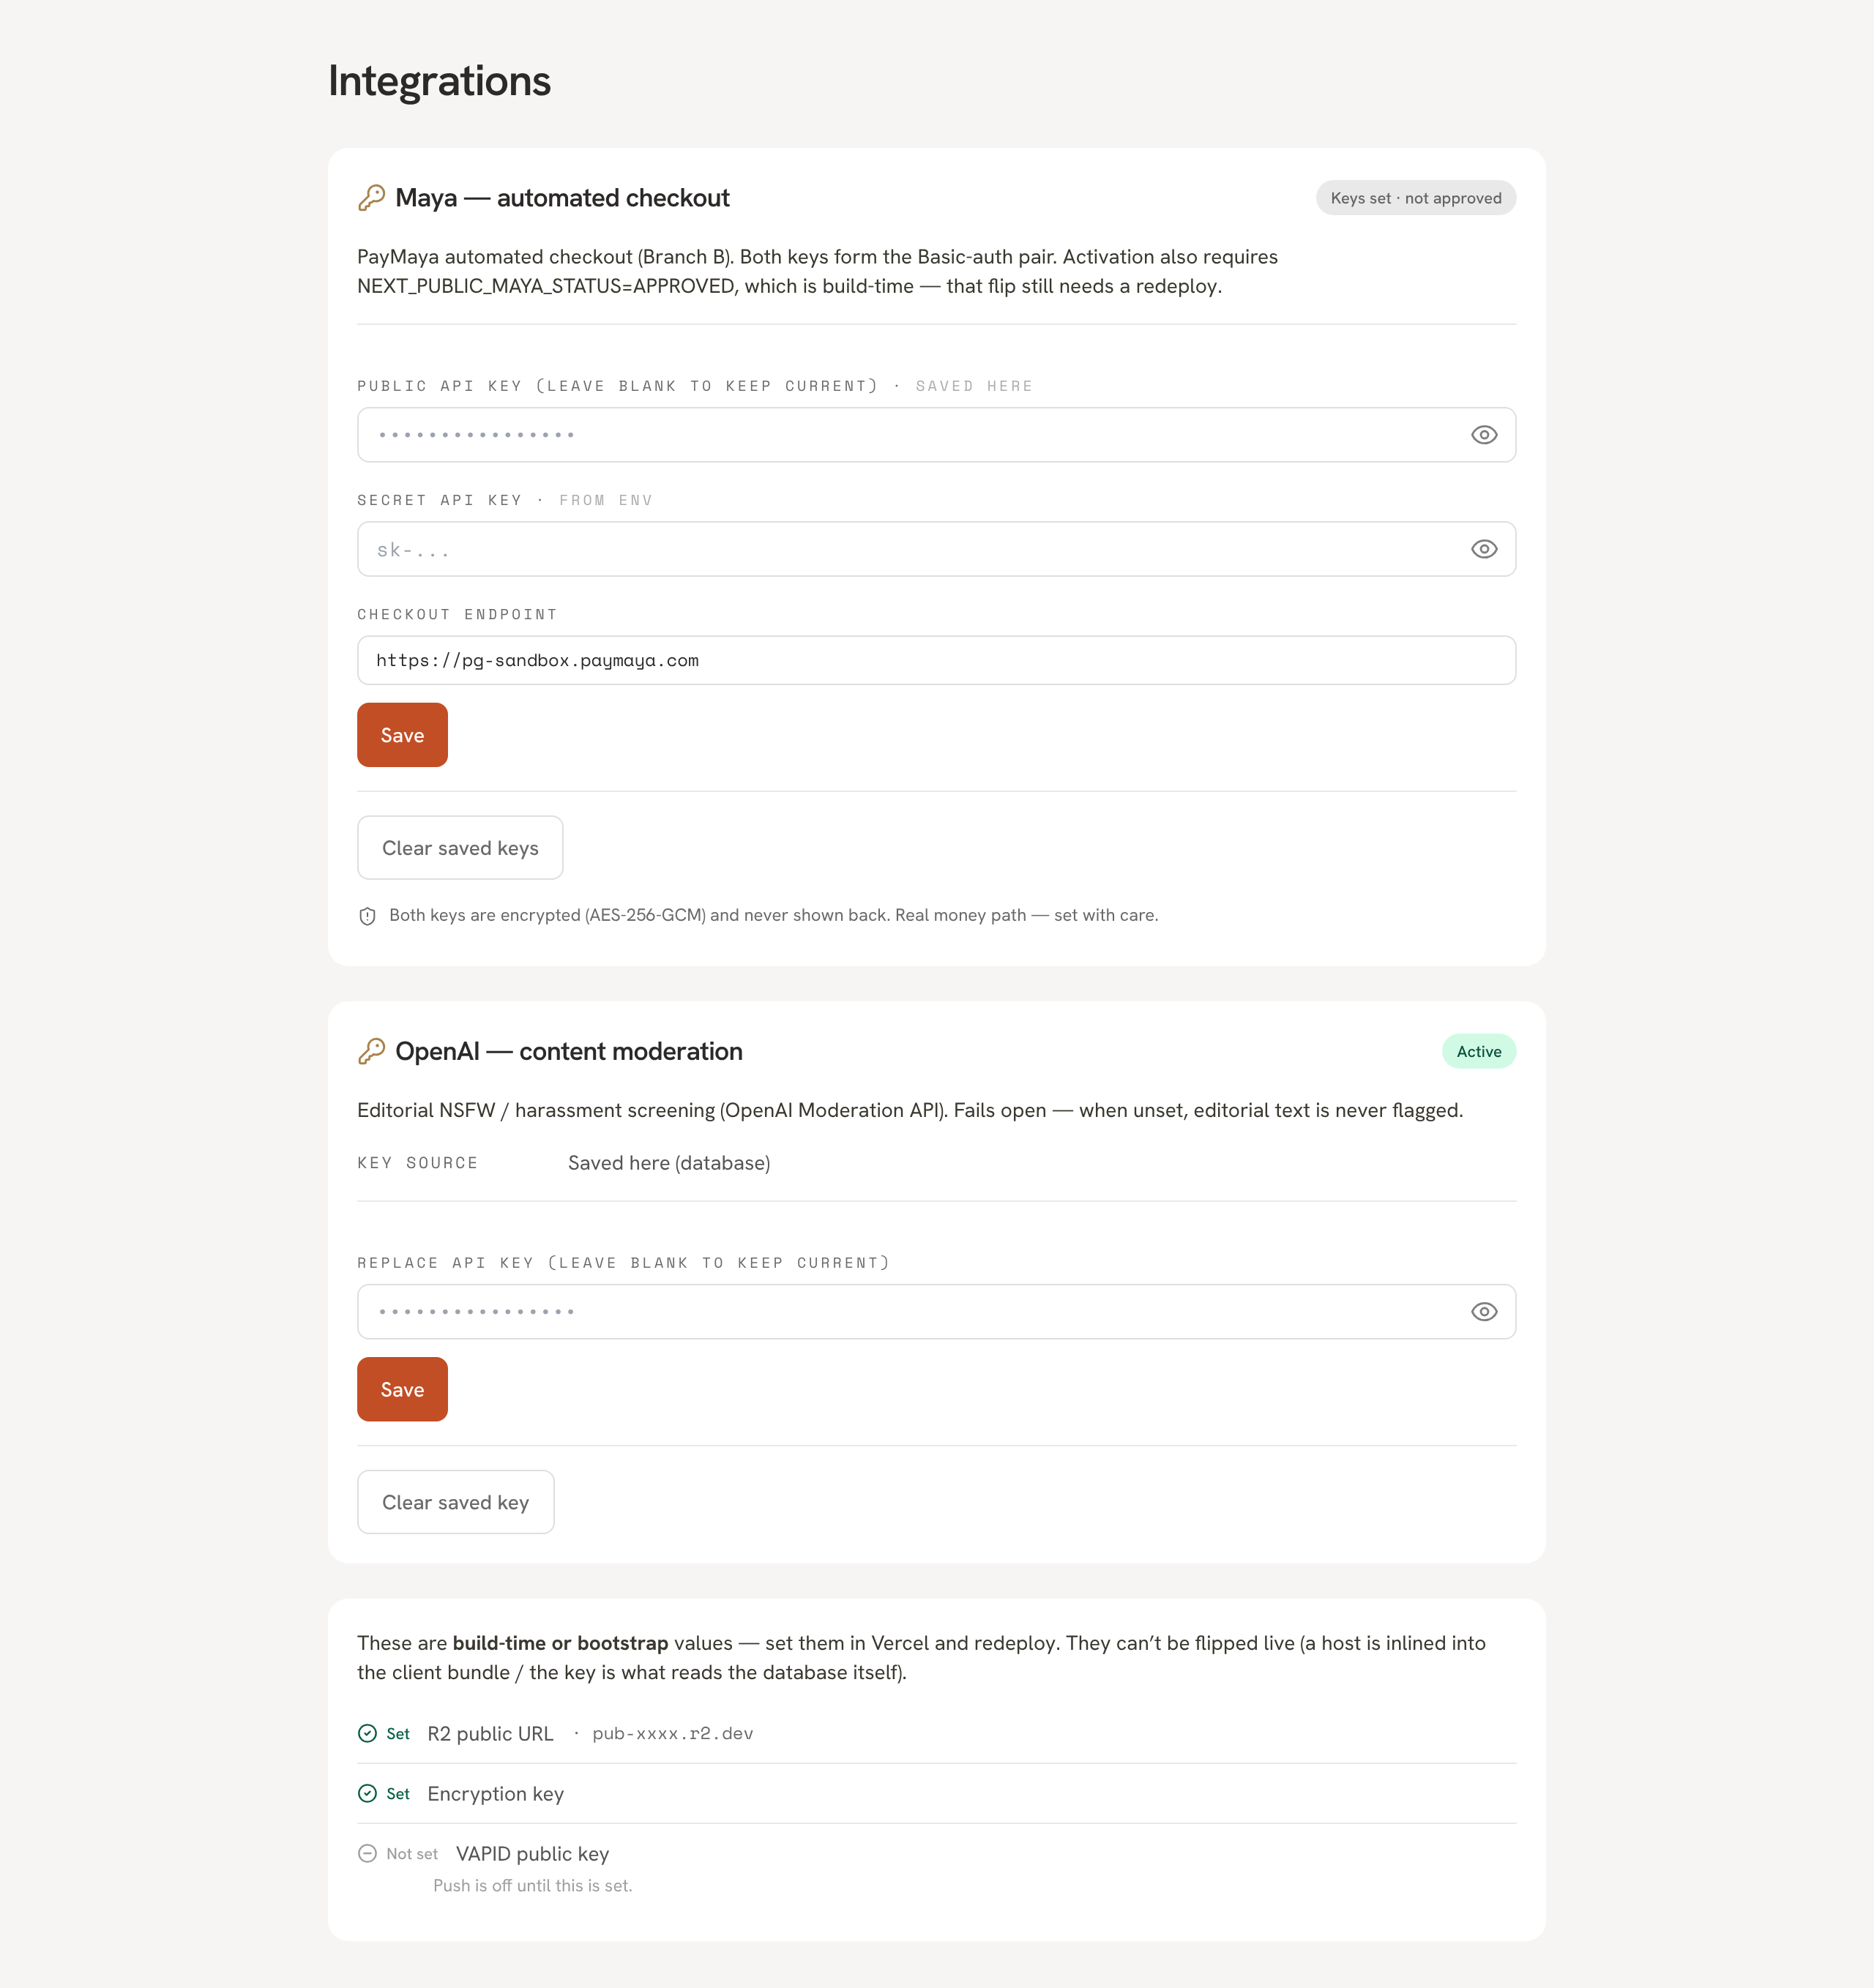 Integrations
Maya — automated checkout
Keys set · not approved
PayMaya automated checkout (Branch B). Both keys form the Basic-auth pair. Activation also requires
NEXT_PUBLIC_MAYA_STATUS=APPROVED, which is build-time — that flip still needs a redeploy.
PUBLIC API KEY (LEAVE BLANK TO KEEP CURRENT) · SAVED HERE
••••••••••••••••
SECRET API KEY · FROM ENV
sk-...
CHECKOUT ENDPOINT
https://pg-sandbox.paymaya.com
Save
Clear saved keys
Both keys are encrypted (AES-256-GCM) and never shown back. Real money path — set with care.
OpenAI — content moderation
Active
Editorial NSFW / harassment screening (OpenAI Moderation API). Fails open — when unset, editorial text is never flagged.
KEY SOURCE Saved here (database)
REPLACE API KEY (LEAVE BLANK TO KEEP CURRENT)
••••••••••••••••
Save
Clear saved key
These are build-time or bootstrap values — set them in Vercel and redeploy. They can’t be flipped live (a host is inlined into
the client bundle / the key is what reads the database itself).
Set R2 public URL · pub-xxxx.r2.dev
Set Encryption key
Not set VAPID public key
Push is off until this is set.